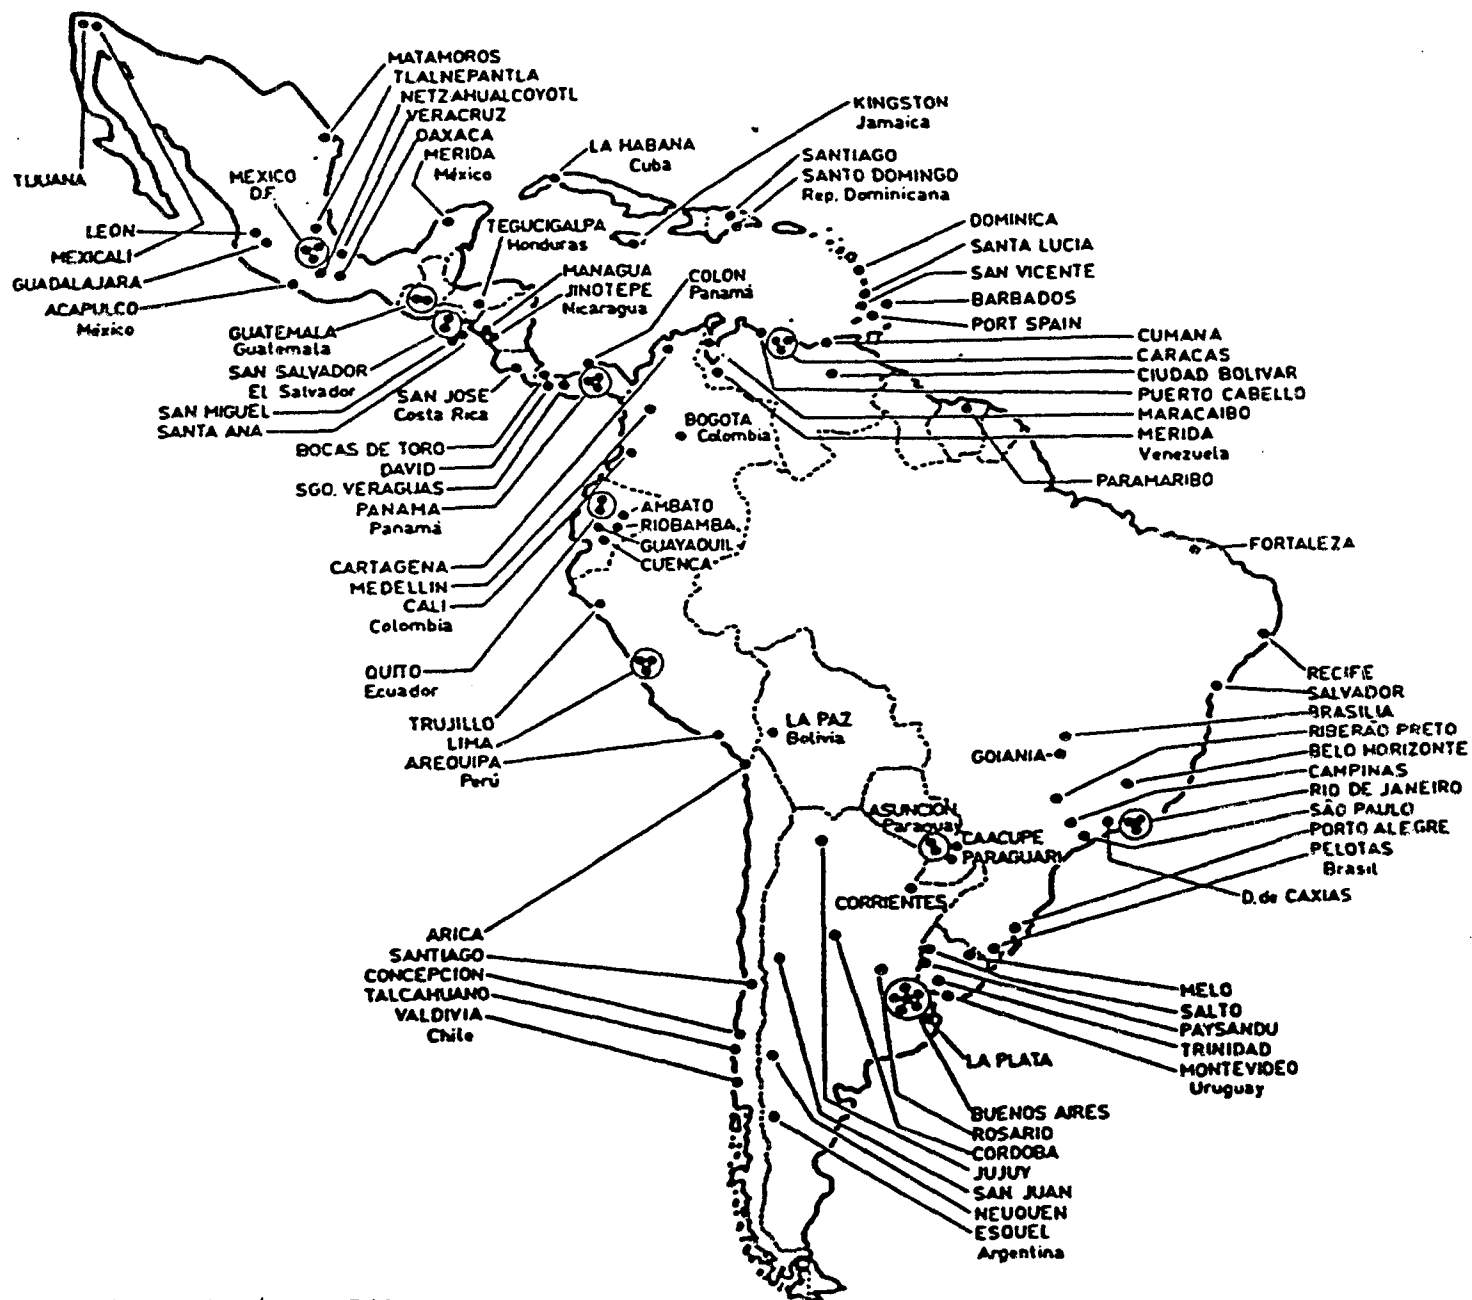 MATAMOROS
TLALNEPANTLA
NETZAHUALCOYOTL
VERACRUZ
OAXACA
MERIDA
México
TIJUANA
MEXICO
D.F.
LEON
MEXICALI
GUADALAJARA
ACAPULCO
México
LA HABANA
Cuba
KINGSTON
Jamaica
SANTIAGO
SANTO DOMINGO
Rep. Dominicana
TEGUCIGALPA
Honduras
MANAGUA
JINOTEPE
Nicaragua
COLON
Panamá
DOMINICA
SANTA LUCIA
SAN VICENTE
BARBADOS
PORT SPAIN
GUATEMALA
Guatemala
SAN SALVADOR
El Salvador
SAN MIGUEL
SANTA ANA
SAN JOSE
Costa Rica
BOCAS DE TORO
DAVID
SGO. VERAGUAS
PANAMA
Panamá
CUMANA
CARACAS
CIUDAD BOLIVAR
PUERTO CABELLO
MARACAIBO
MERIDA
Venezuela
PARAMARIBO
BOGOTA
Colombia
AMBATO
RIOBAMBA
GUAYAQUIL
CUENCA
CARTAGENA
MEDELLIN
CALI
Colombia
QUITO
Ecuador
TRUJILLO
LIMA
AREQUIPA
Perú
LA PAZ
Bolivia
FORTALEZA
RECIFE
SALVADOR
BRASILIA
RIBERÃO PRETO
BELO HORIZONTE
CAMPINAS
RIO DE JANEIRO
SÃO PAULO
PORTO ALEGRE
PELOTAS
Brasil
GOIANIA
D. de CAXIAS
ASUNCION
Paraguay
CAACUPE
PARAGUARI
CORRIENTES
ARICA
SANTIAGO
CONCEPCION
TALCAHUANO
VALDIVIA
Chile
MELO
SALTO
PAYSANDU
TRINIDAD
MONTEVIDEO
Uruguay
LA PLATA
BUENOS AIRES
ROSARIO
CORDOBA
JUJUY
SAN JUAN
NEUQUEN
ESQUEL
Argentina